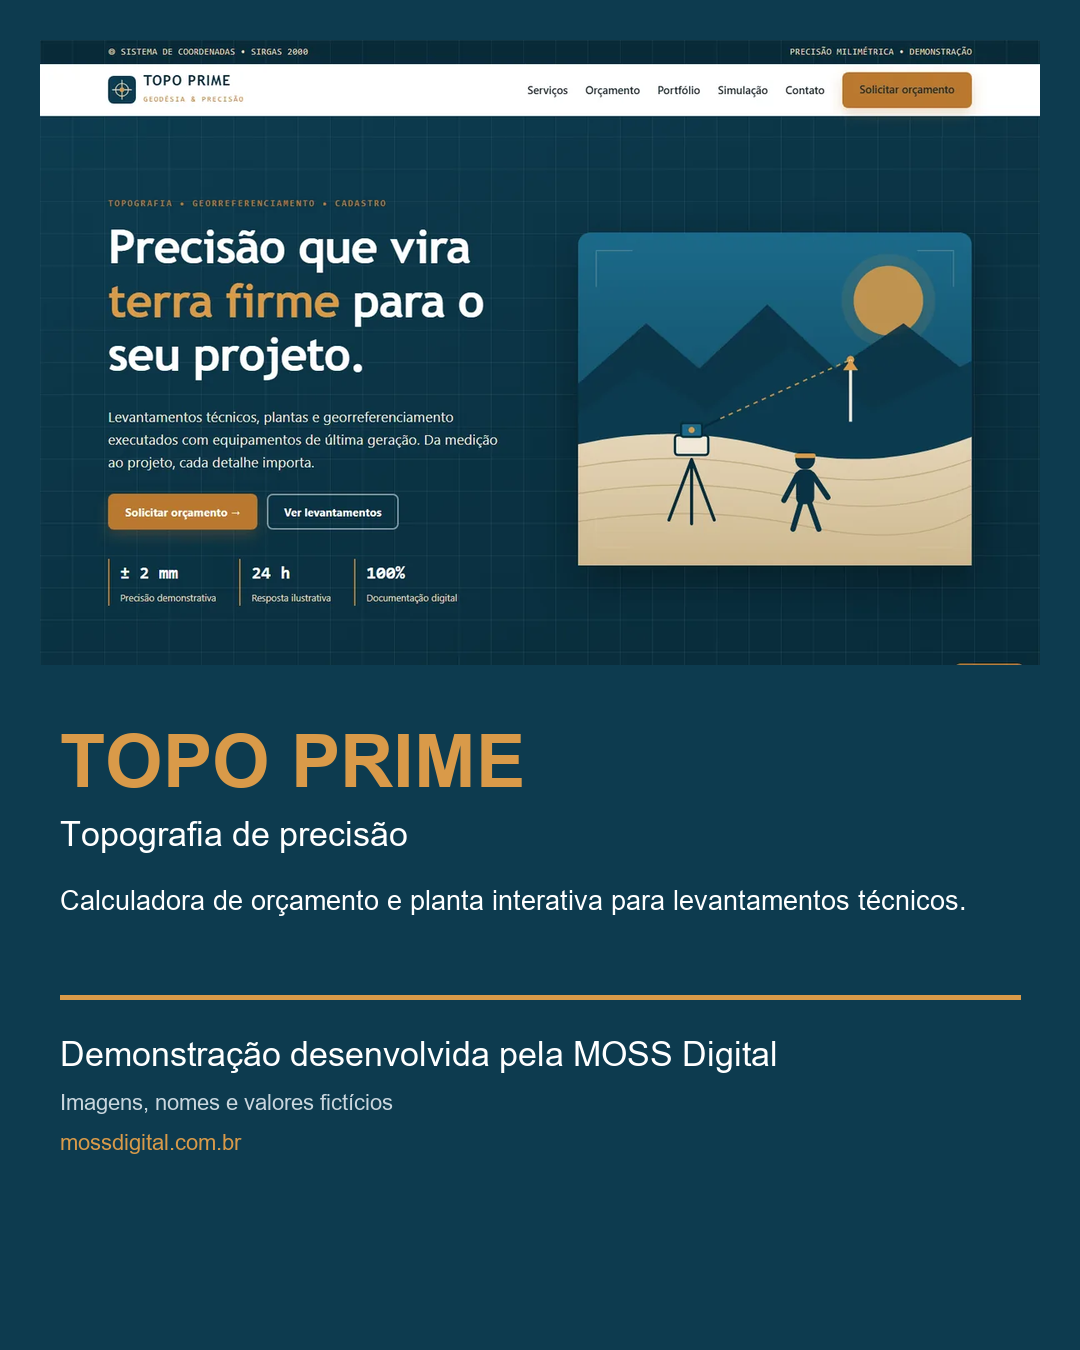 SISTEMA DE COORDENADAS • SIRGAS 2000
PRECISÃO MILIMÉTRICA • DEMONSTRAÇÃO
TOPO PRIME
GEODÉSIA & PRECISÃO
Serviços
Orçamento
Portfólio
Simulação
Contato
Solicitar orçamento
TOPOGRAFIA • GEORREFERENCIAMENTO • CADASTRO
Precisão que vira
terra firme para o
seu projeto.
Levantamentos técnicos, plantas e georreferenciamento
executados com equipamentos de última geração. Da medição
ao projeto, cada detalhe importa.
Solicitar orçamento →
Ver levantamentos
± 2 mm
Precisão demonstrativa
24 h
Resposta ilustrativa
100%
Documentação digital
TOPO PRIME
Topografia de precisão
Calculadora de orçamento e planta interativa para levantamentos técnicos.
Demonstração desenvolvida pela MOSS Digital
Imagens, nomes e valores fictícios
mossdigital.com.br